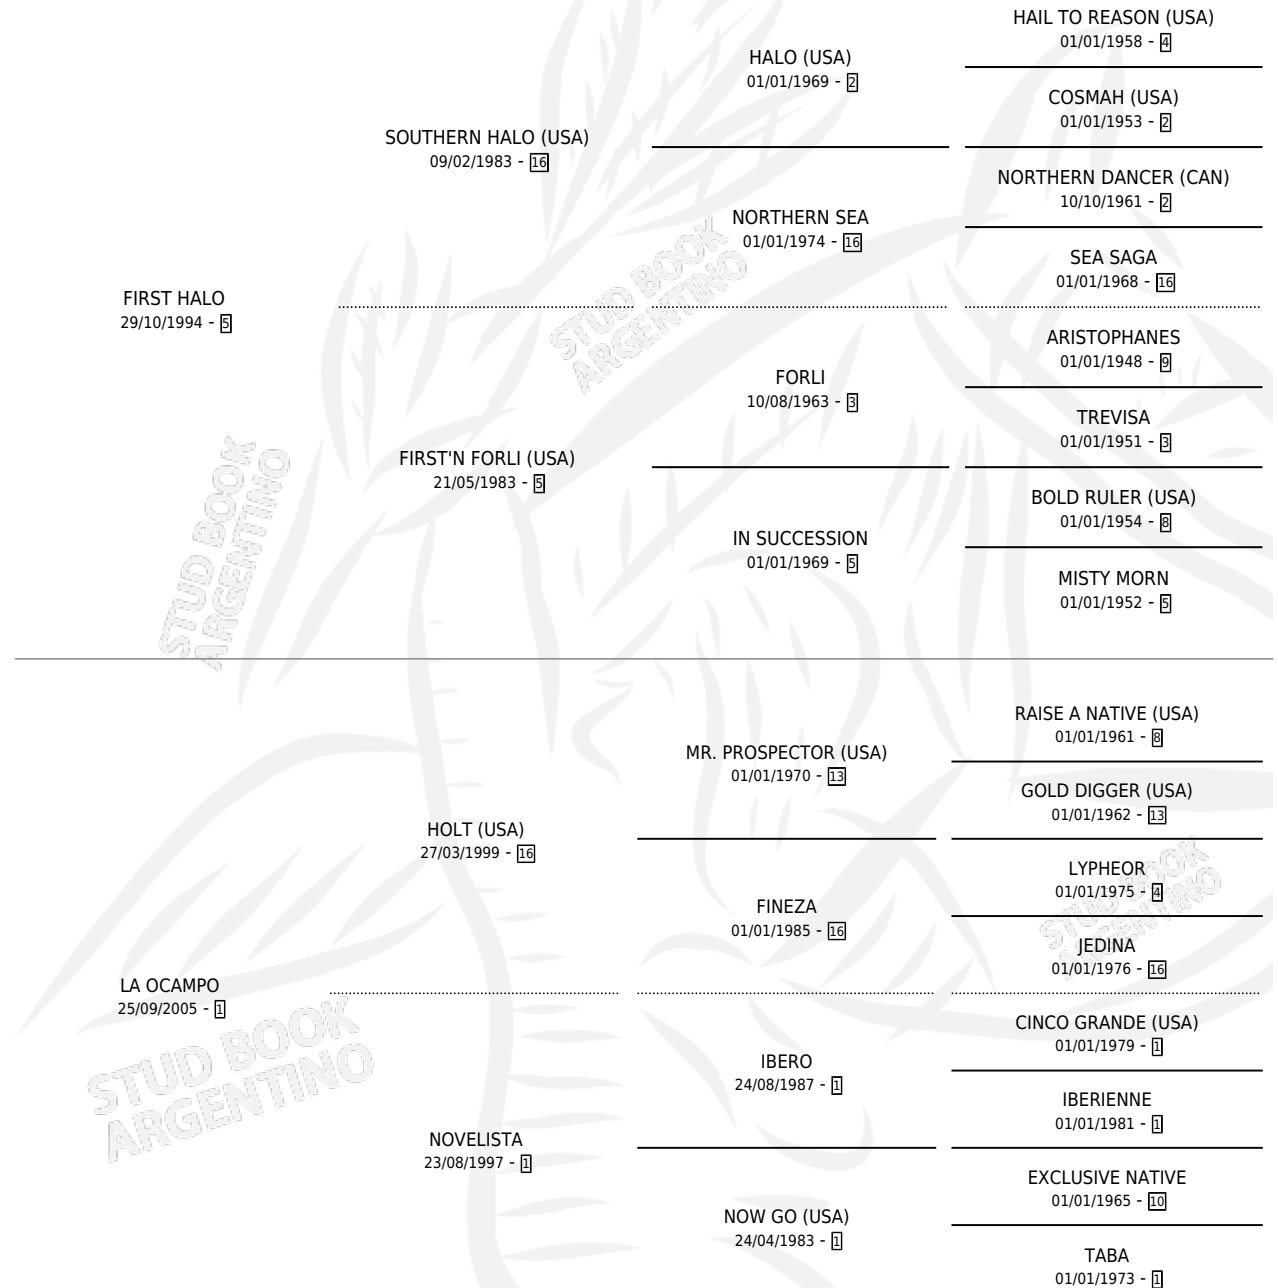 HAIL TO REASON (USA)
01/01/1958 - 4
HALO (USA)
01/01/1969 - 2
COSMAH (USA)
01/01/1953 - 2
SOUTHERN HALO (USA)
09/02/1983 - 16
NORTHERN DANCER (CAN)
10/10/1961 - 2
NORTHERN SEA
01/01/1974 - 16
SEA SAGA
01/01/1968 - 16
FIRST HALO
29/10/1994 - 5
STUD BOOK
ARGENTINO
ARISTOPHANES
01/01/1948 - 9
FORLI
10/08/1963 - 3
TREVISA
01/01/1951 - 3
FIRST'N FORLI (USA)
21/05/1983 - 5
BOLD RULER (USA)
01/01/1954 - 8
IN SUCCESSION
01/01/1969 - 5
MISTY MORN
01/01/1952 - 5
STUD BOOK
ARGENTINO
RAISE A NATIVE (USA)
01/01/1961 - 8
MR. PROSPECTOR (USA)
01/01/1970 - 13
GOLD DIGGER (USA)
01/01/1962 - 13
HOLT (USA)
27/03/1999 - 16
LYPHEOR
01/01/1975 - 4
FINEZA
01/01/1985 - 16
JEDINA
01/01/1976 - 16
STUD BOOK
ARGENTINO
LA OCAMPO
25/09/2005 - 1
CINCO GRANDE (USA)
01/01/1979 - 1
IBERO
24/08/1987 - 1
IBERIENNE
01/01/1981 - 1
STUD BOOK
ARGENTINO
NOVELISTA
23/08/1997 - 1
EXCLUSIVE NATIVE
01/01/1965 - 10
NOW GO (USA)
24/04/1983 - 1
TABA
01/01/1973 - 1